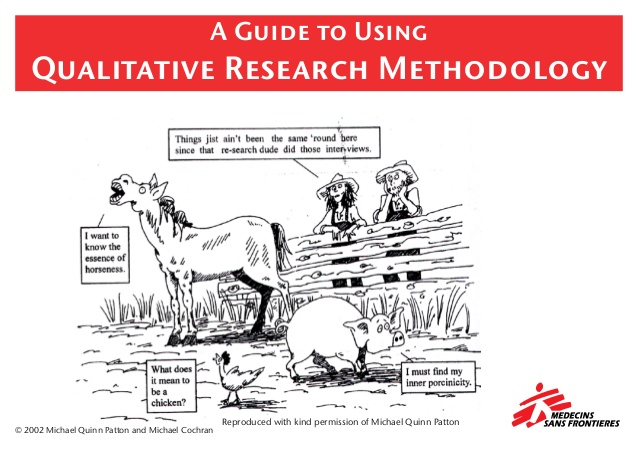 A Guide to Using
Qualitative Research Methodology
Things jist ain't been the same 'round here
since that re-search dude did those interviews.
I want to
know the
essence of
horseness.
What does
it mean to
be a
chicken?
I must find my
inner porcinicity.
Reproduced with kind permission of Michael Quinn Patton
© 2002 Michael Quinn Patton and Michael Cochran
MEDECINS
SANS FRONTIERES